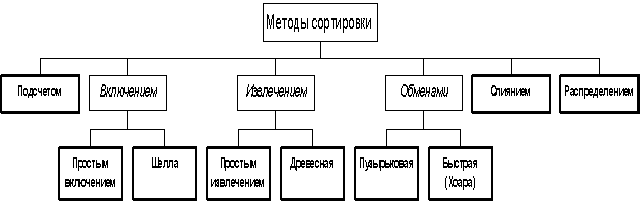 Методы сортировки
Подсчетом
Включением
Извлечением
Обменами
Слиянием
Распределением
Простым
включением
Шелла
Простым
извлечением
Древесная
Пузырьковая
Быстрая
(Хоара)